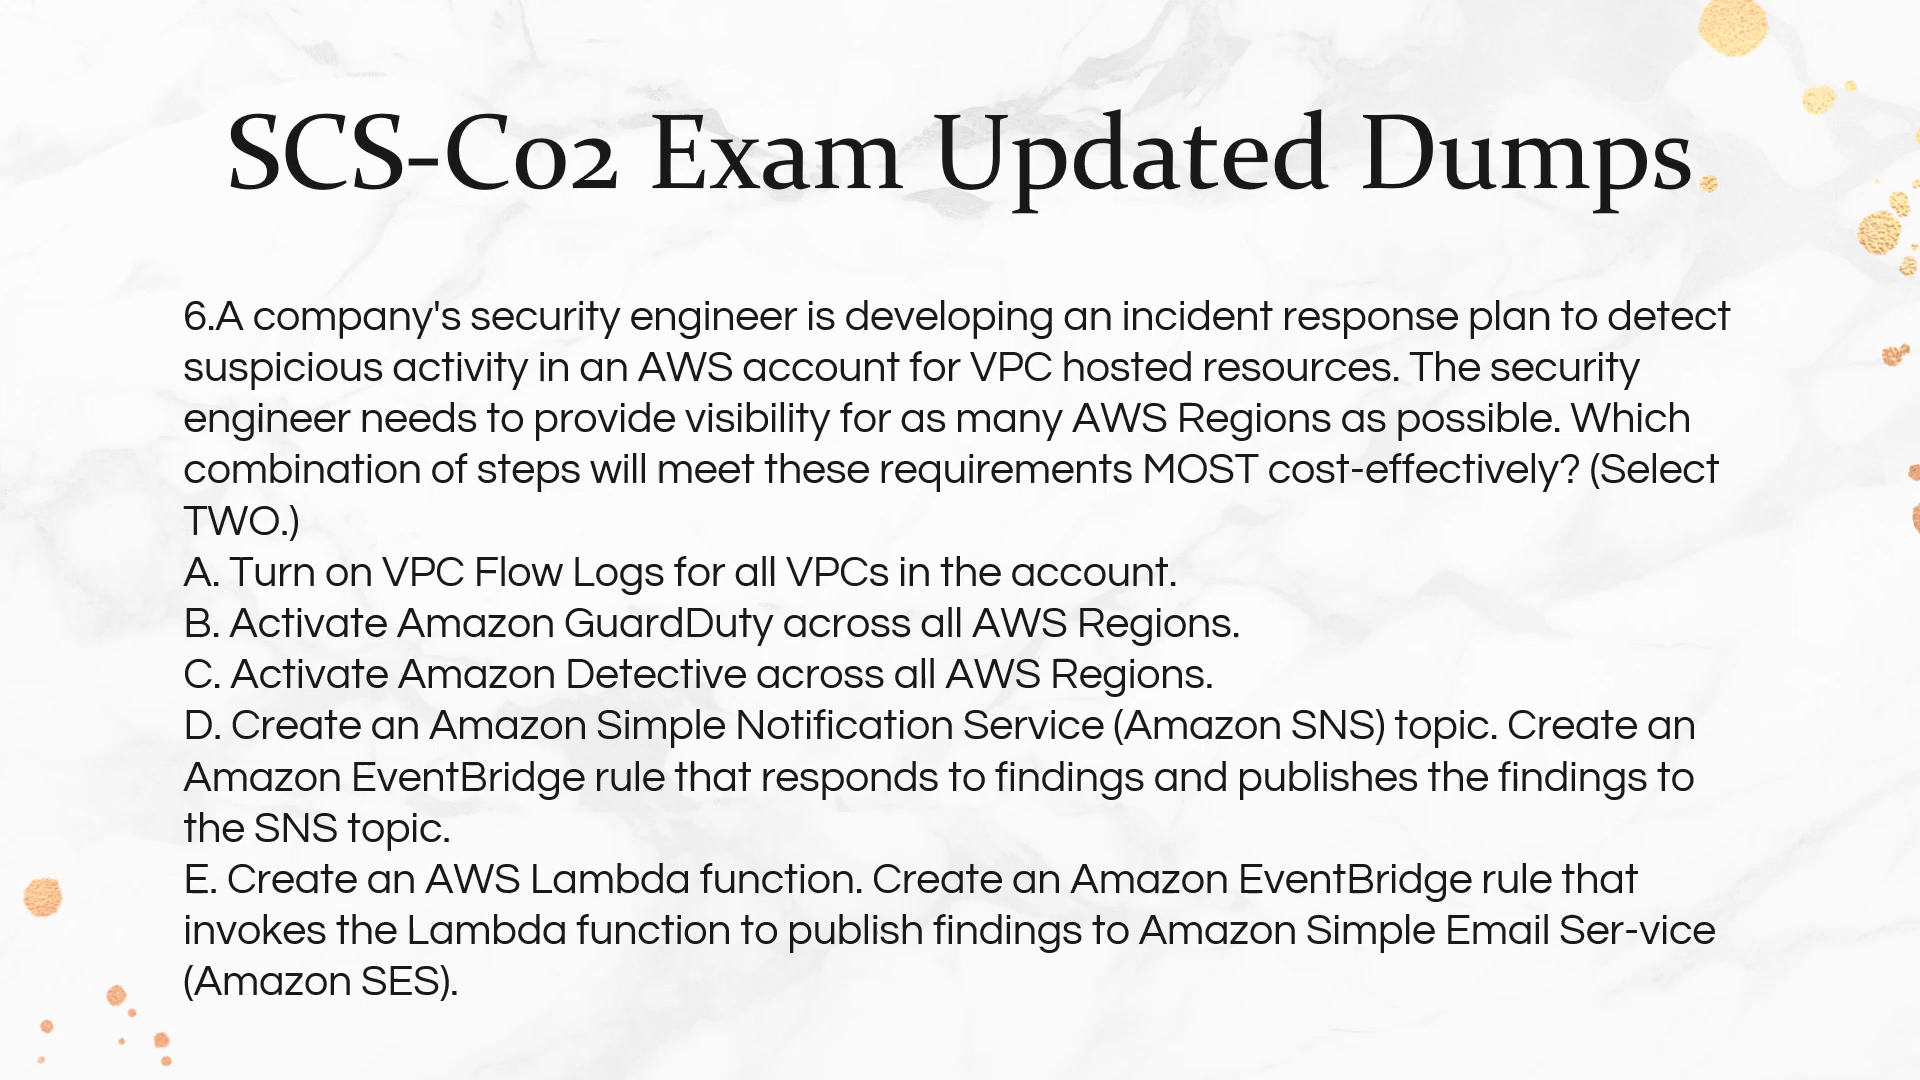 SCS-C02 Exam Updated Dumps
6.A company's security engineer is developing an incident response plan to detect
suspicious activity in an AWS account for VPC hosted resources. The security
engineer needs to provide visibility for as many AWS Regions as possible. Which
combination of steps will meet these requirements MOST cost-effectively? (Select
TWO.)
A. Turn on VPC Flow Logs for all VPCs in the account.
B. Activate Amazon GuardDuty across all AWS Regions.
C. Activate Amazon Detective across all AWS Regions.
D. Create an Amazon Simple Notification Service (Amazon SNS) topic. Create an
Amazon EventBridge rule that responds to findings and publishes the findings to
the SNS topic.
E. Create an AWS Lambda function. Create an Amazon EventBridge rule that
invokes the Lambda function to publish findings to Amazon Simple Email Ser-vice
(Amazon SES).